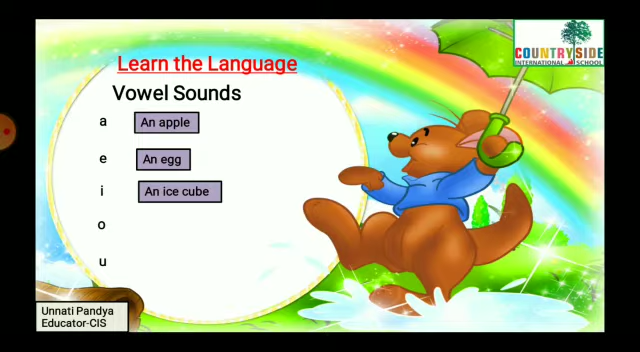 COUNTRYSIDE
INTERNATIONAL SCHOOL
Learn the Language
Vowel Sounds
a An apple
e An egg
i An ice cube
o
u
Unnati Pandya
Educator-CIS